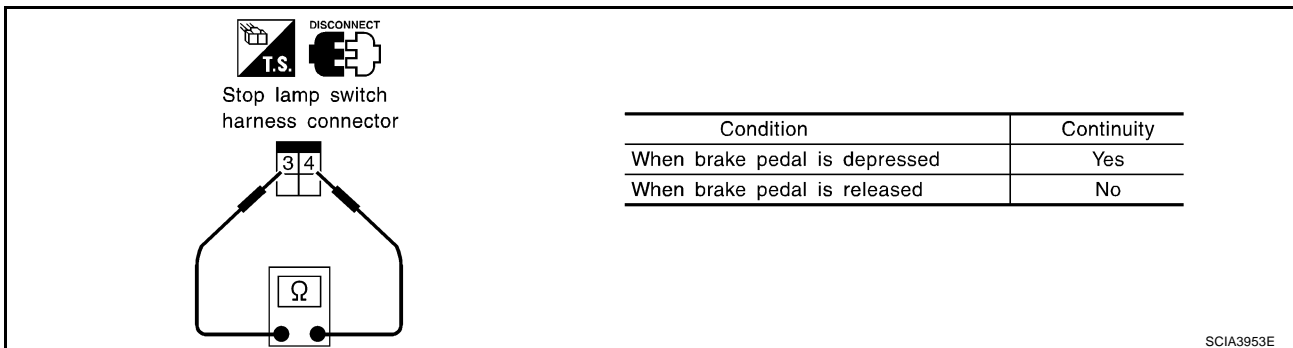 DISCONNECT
T.S.
Stop lamp switch
harness connector
3 4
Ω
Condition Continuity
When brake pedal is depressed Yes
When brake pedal is released No
SCIA3953E